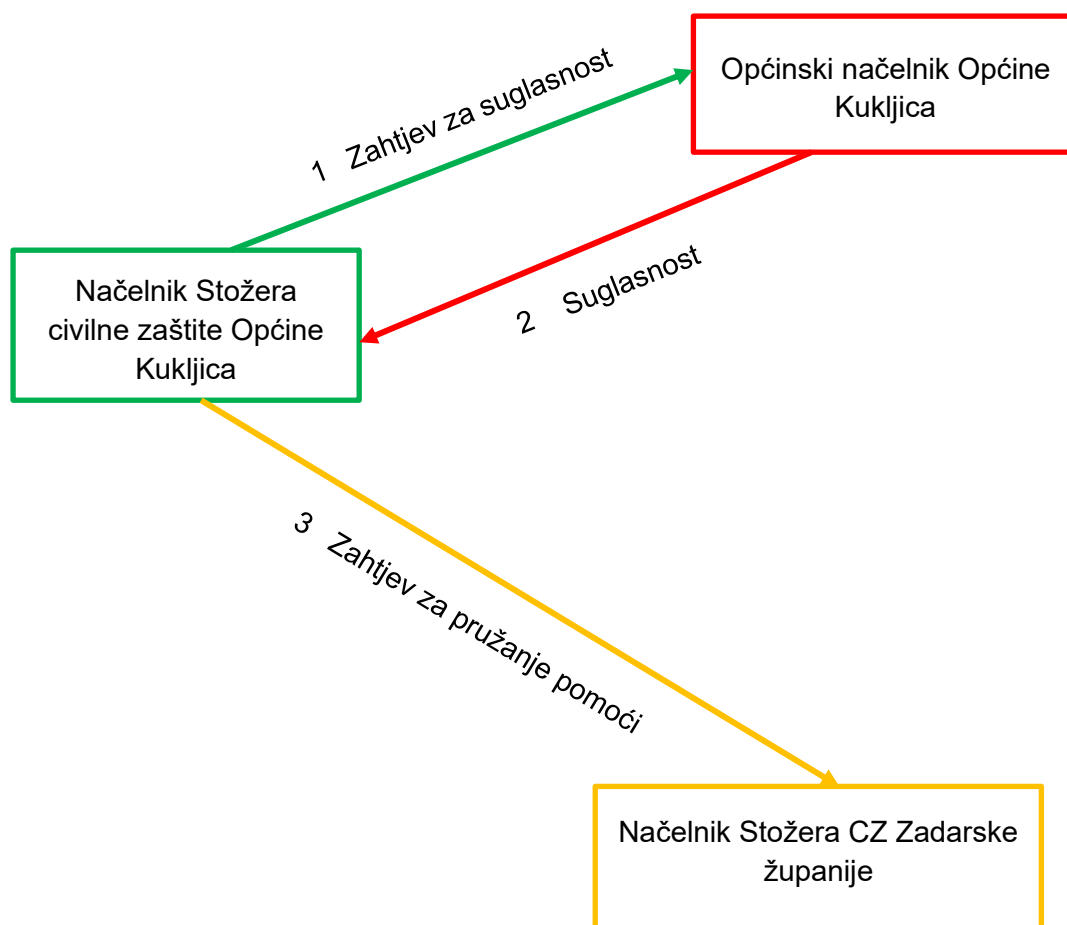 Općinski načelnik Općine
Kukljica
1 Zahtjev za suglasnost
2 Suglasnost
Načelnik Stožera
civilne zaštite Općine
Kukljica
3 Zahtjev za pružanje pomoći
Načelnik Stožera CZ Zadarske
županije